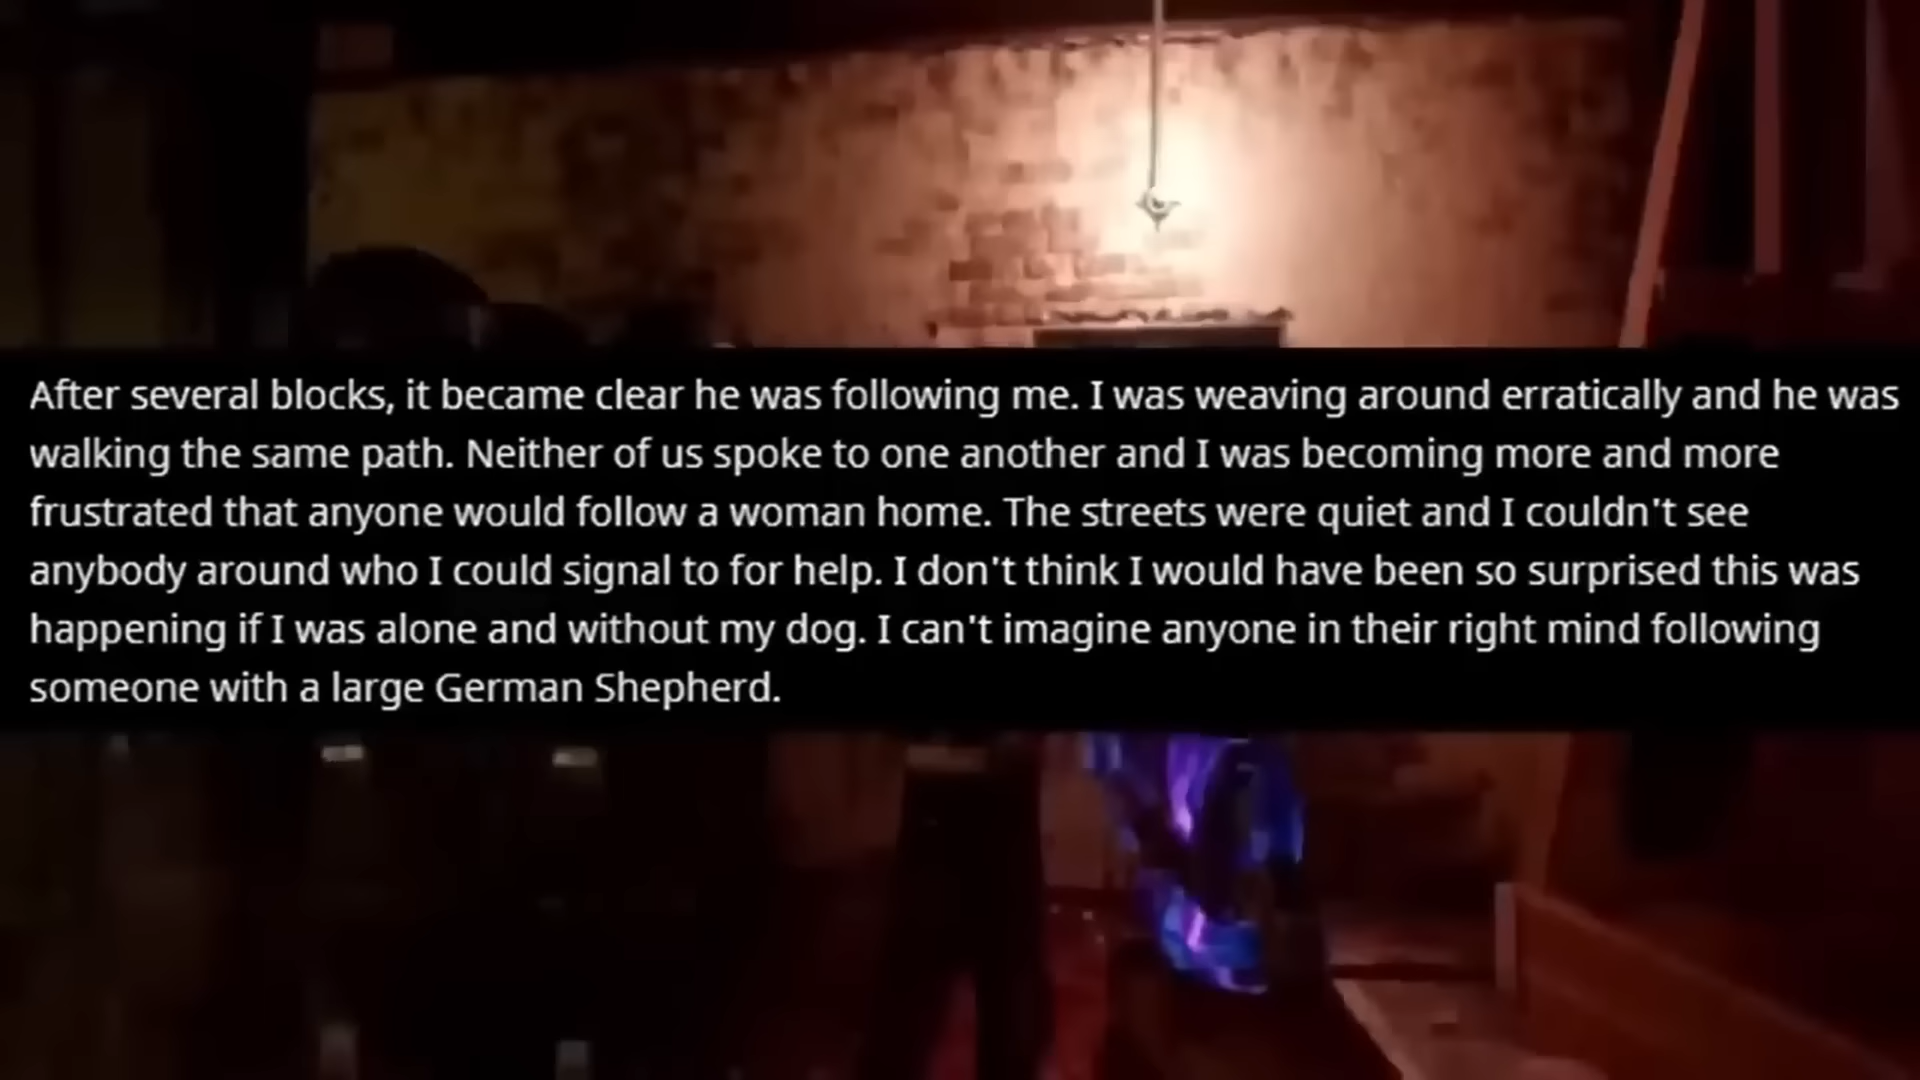 After several blocks, it became clear he was following me. I was weaving around erratically and he was
walking the same path. Neither of us spoke to one another and I was becoming more and more
frustrated that anyone would follow a woman home. The streets were quiet and I couldn't see
anybody around who I could signal to for help. I don't think I would have been so surprised this was
happening if I was alone and without my dog. I can't imagine anyone in their right mind following
someone with a large German Shepherd.